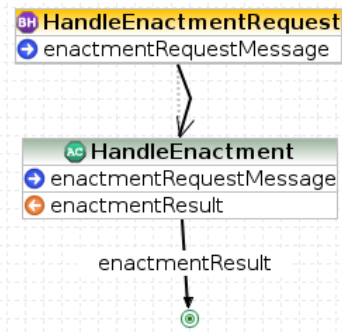 BH HandleEnactmentRequest
enactmentRequestMessage
AC HandleEnactment
enactmentRequestMessage
enactmentResult
enactmentResult